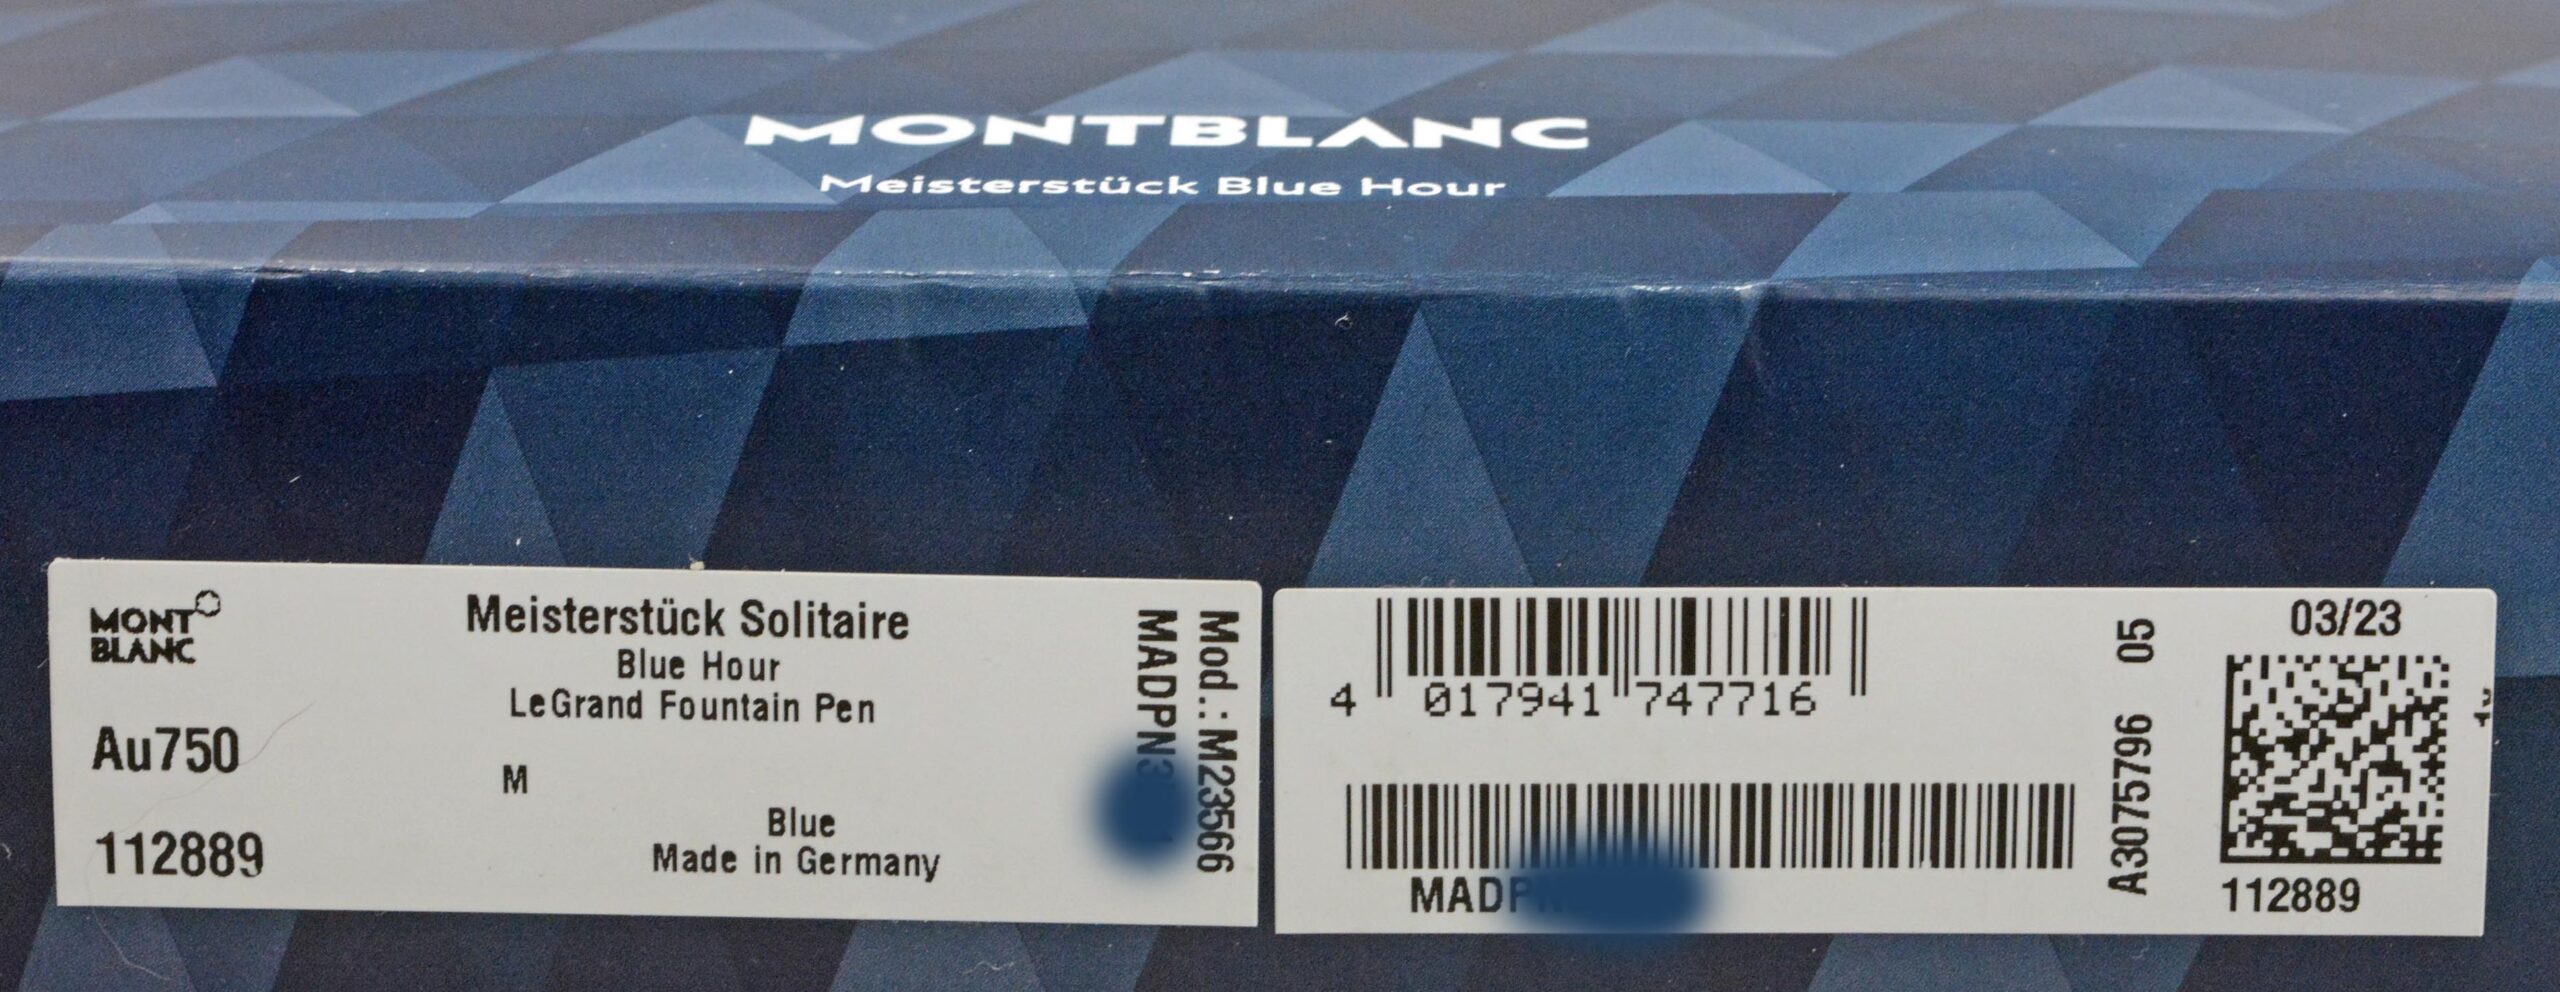 MONTBLANC
Meisterstück Blue Hour
MONT
BLANC
Meisterstück Solitaire
Blue Hour
LeGrand Fountain Pen
Au750
M
112889
Blue
Made in Germany
Mod.:M23566
4 017941 747716
A3075796 05
03/23
112889